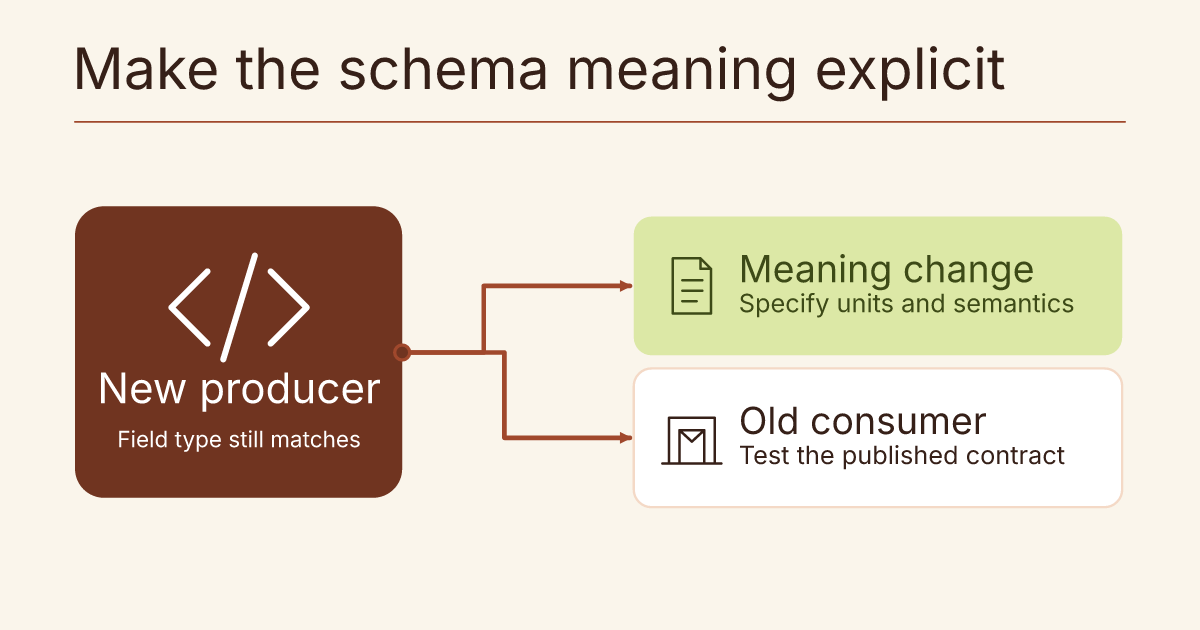 Make the schema meaning explicit
New producer
Field type still matches
Meaning change
Specify units and semantics
Old consumer
Test the published contract